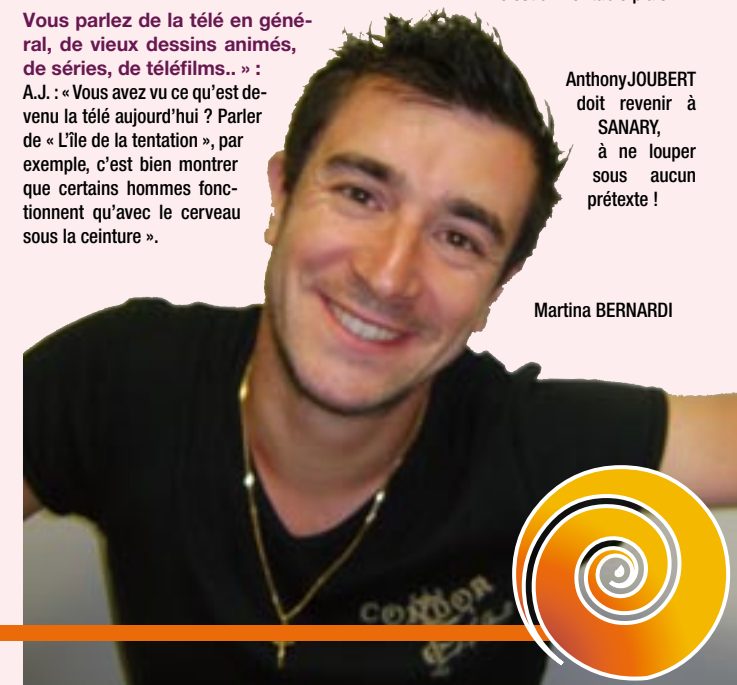 Vous parlez de la télé en géné-
ral, de vieux dessins animés,
de séries, de téléfilms.. » :
A.J. : « Vous avez vu ce qu'est de-
venu la télé aujourd'hui ? Parler
de « L'île de la tentation », par
exemple, c'est bien montrer
que certains hommes fonc-
tionnent qu'avec le cerveau
sous la ceinture ».
AnthonyJOUBERT
doit revenir à
SANARY,
à ne louper
sous aucun
prétexte !
Martina BERNARDI
CONDOR